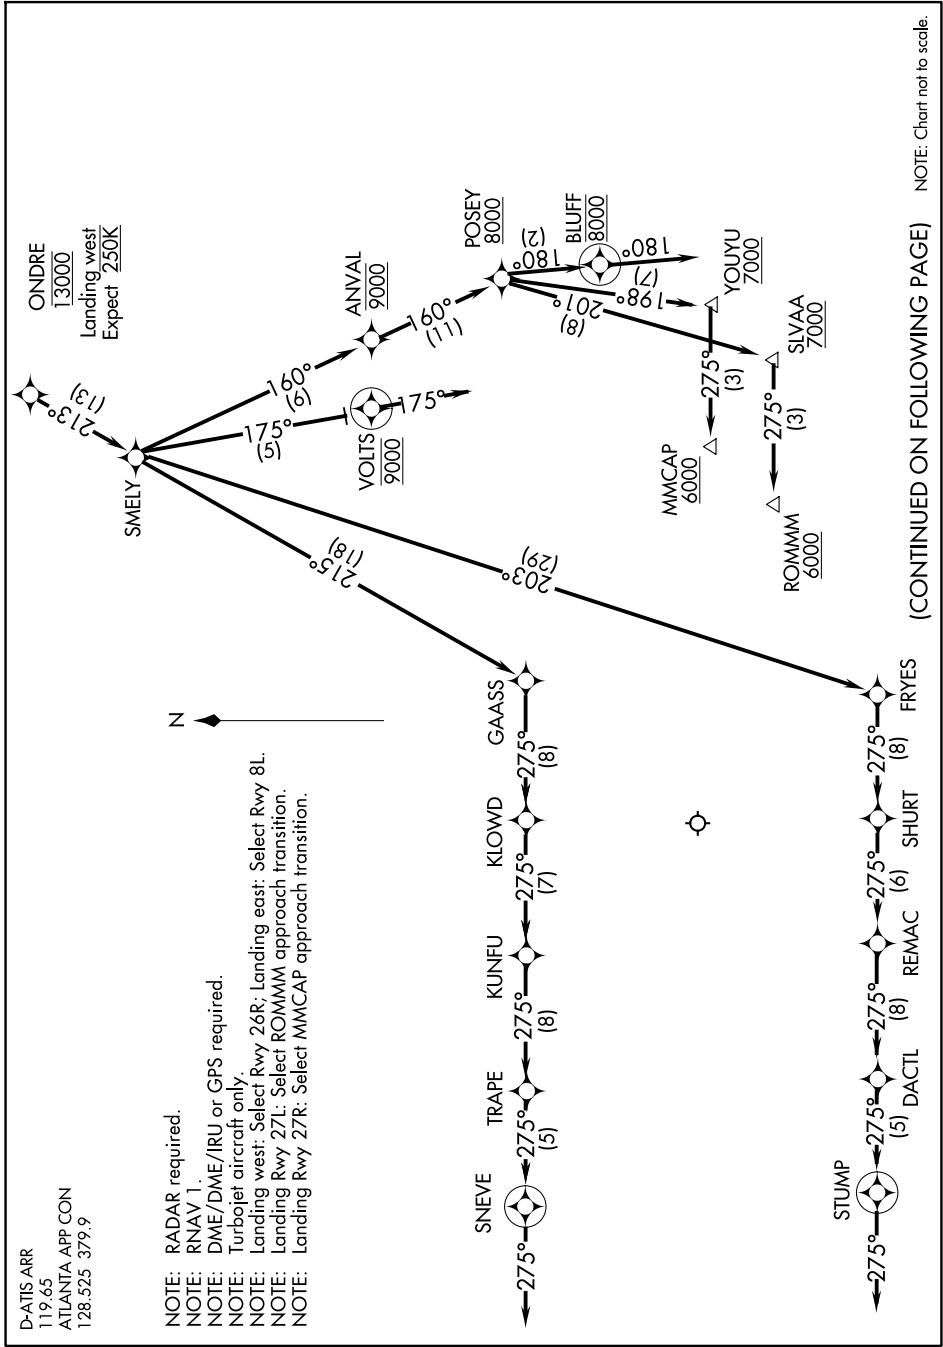 D-ATIS ARR
119.65
ATLANTA APP CON
128.525 379.9
NOTE: RADAR required.
NOTE: RNAV 1.
NOTE: DME/DME/IRU or GPS required.
NOTE: Turbojet aircraft only.
NOTE: Landing west: Select Rwy 26R; Landing east: Select Rwy 8L.
NOTE: Landing Rwy 27L: Select ROMMM approach transition.
NOTE: Landing Rwy 27R: Select MMCAP approach transition.
N
ONDRE
13000
Landing west
Expect 250K
213°
(13)
SMELY
160°
(6)
175°
(5)
ANVAL
9000
VOLTS
9000
175°
160°
(11)
215°
(18)
203°
(29)
POSEY
8000
180°
(2)
BLUFF
8000
180°
198°
(7)
201°
(8)
YOUYU
7000
275°
(3)
MMCAP
6000
SLVAA
7000
275°
(3)
ROMMM
6000
GAASS
275°
(8)
KLOWD
275°
(7)
KUNFU
275°
(8)
TRAPE
275°
(5)
SNEVE
275°
FRYES
275°
(8)
SHURT
275°
(6)
REMAC
275°
(8)
DACTL
275°
(5)
STUMP
275°
(CONTINUED ON FOLLOWING PAGE)
NOTE: Chart not to scale.